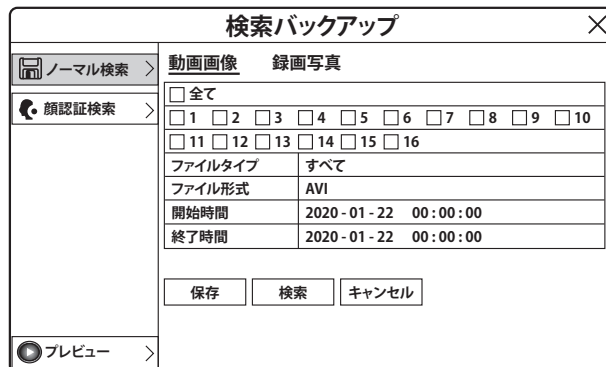 検索バックアップ
ノーマル検索
顔認証検索
プレビュー
動画画像 録画写真
全て
1 2 3 4 5 6 7 8 9 10
11 12 13 14 15 16
ファイルタイプ すべて
ファイル形式 AVI
開始時間 2020 - 01 - 22 00 : 00 : 00
終了時間 2020 - 01 - 22 00 : 00 : 00
保存 検索 キャンセル